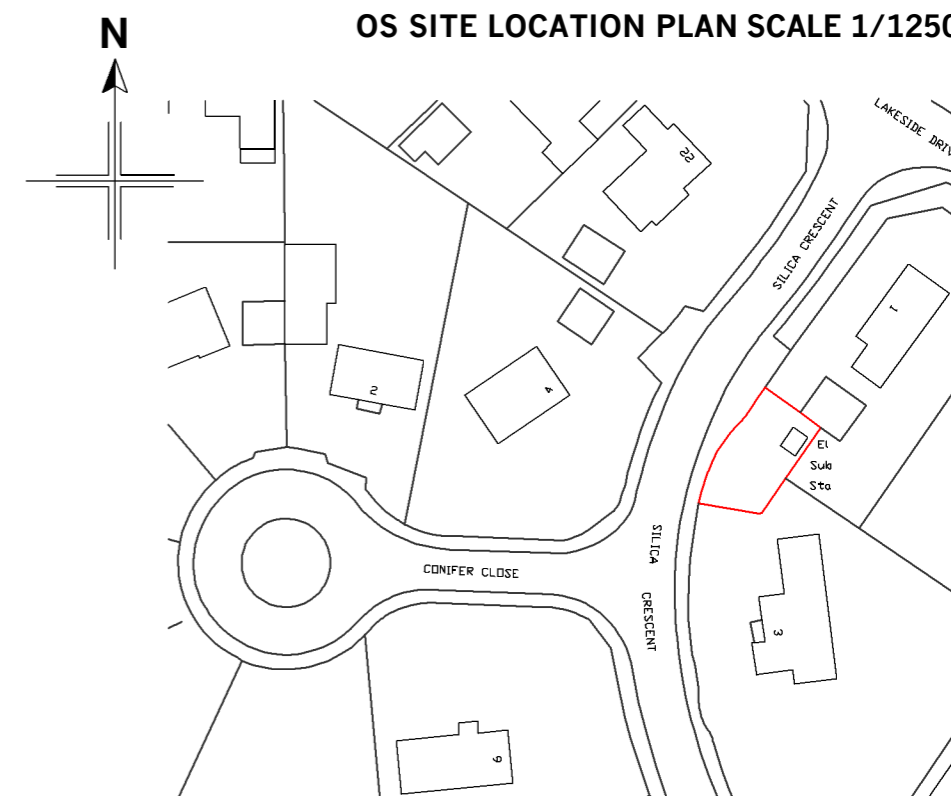 N
OS SITE LOCATION PLAN SCALE 1/1250
LAKESIDE DRIV
22
SILICA CRESCENT
1
2
4
El
Sub
Sta
SILICA
CRESCENT
CONIFER CLOSE
3
6